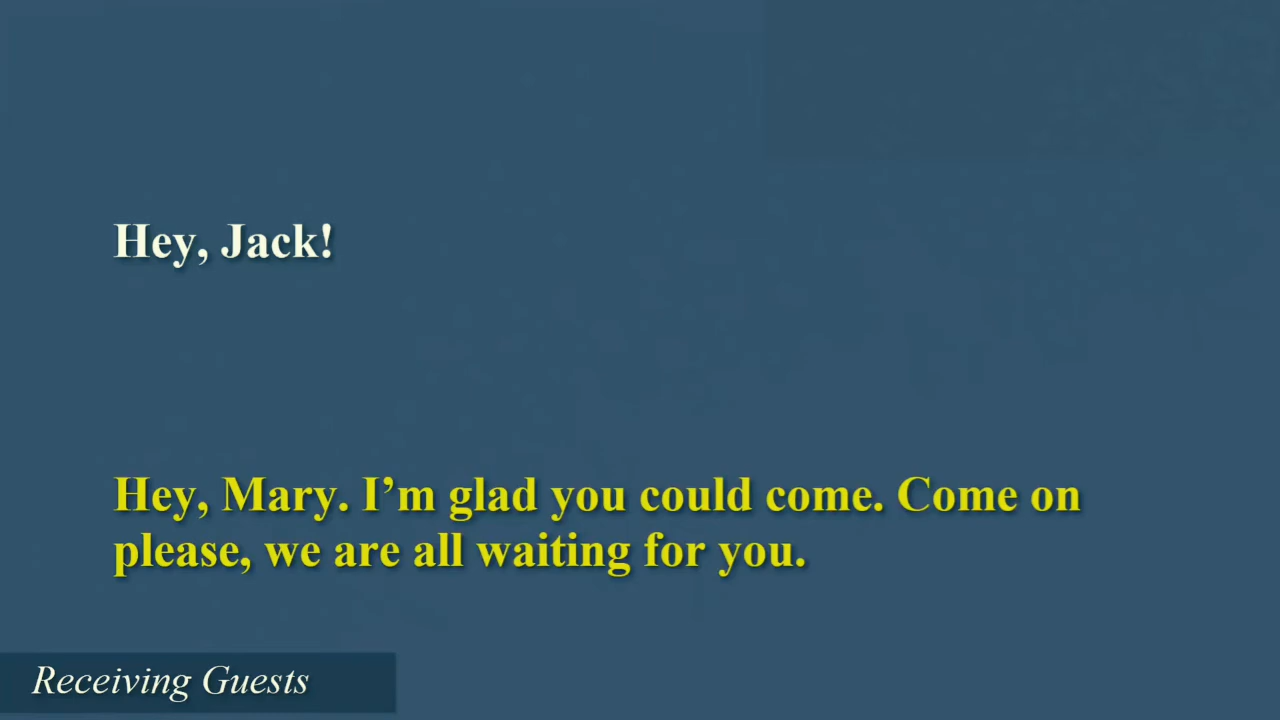 Hey, Jack!
Hey, Mary. I’m glad you could come. Come on
please, we are all waiting for you.
Receiving Guests